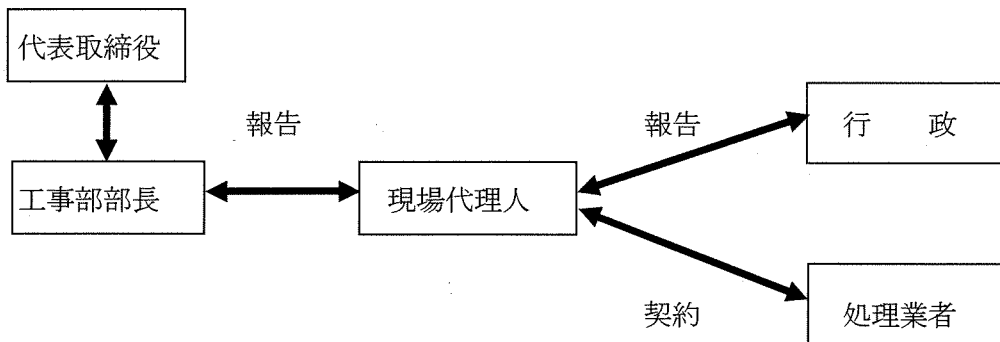 代表取締役
報告
報告
行　　政
工事部部長
現場代理人
契約
処理業者